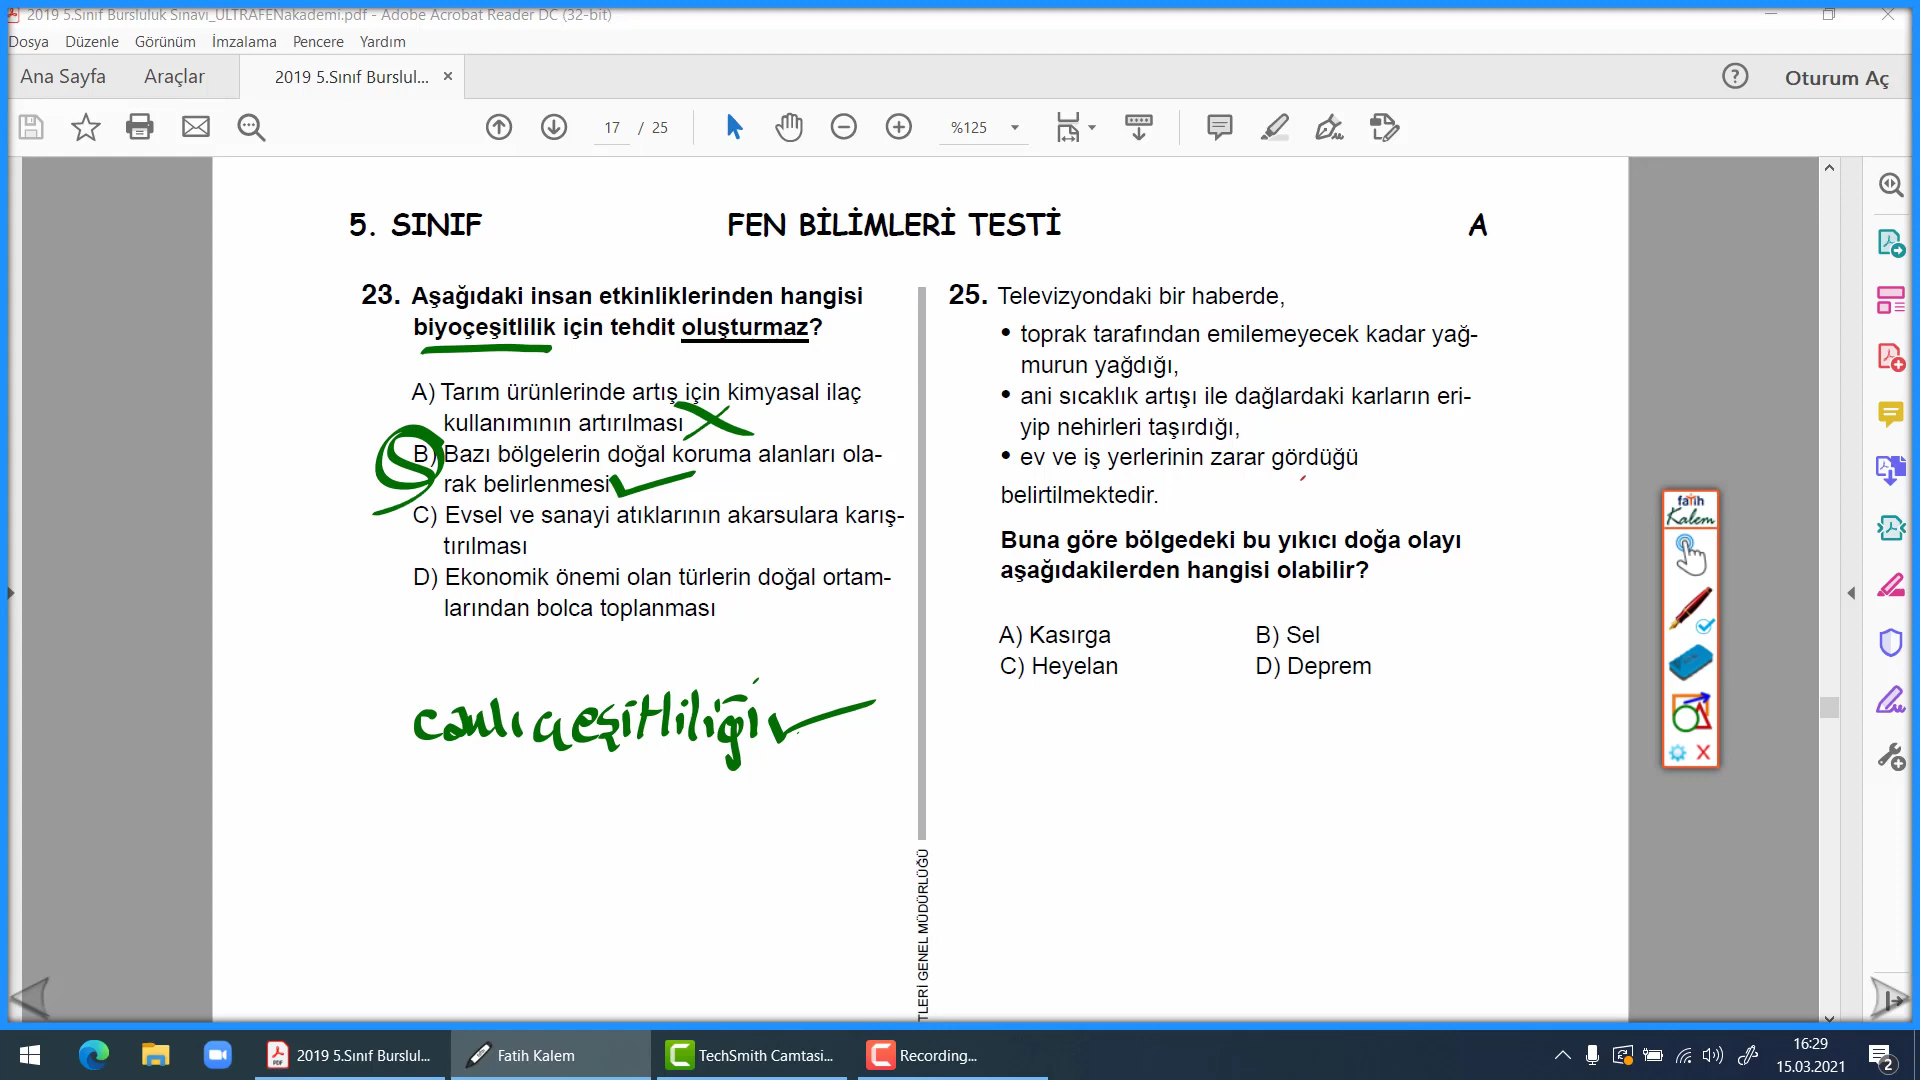 2019 5.Sınıf Bursluluk Sınavı_ULTRAFENakademi.pdf - Adobe Acrobat Reader DC (32-bit)
Dosya Düzenle Görünüm İmzalama Pencere Yardım
Ana Sayfa Araçlar 2019 5.Sınıf Burslul... × ? Oturum Aç
17 / 25 %125
5. SINIF FEN BİLİMLERİ TESTİ A
23. Aşağıdaki insan etkinliklerinden hangisi
biyoçeşitlilik için tehdit oluşturmaz?
A) Tarım ürünlerinde artış için kimyasal ilaç
kullanımının artırılması
B) Bazı bölgelerin doğal koruma alanları ola-
rak belirlenmesi
C) Evsel ve sanayi atıklarının akarsulara karış-
tırılması
D) Ekonomik önemi olan türlerin doğal ortam-
larından bolca toplanması
canlı çeşitliliği
25. Televizyondaki bir haberde,
• toprak tarafından emilemeyecek kadar yağ-
murun yağdığı,
• ani sıcaklık artışı ile dağlardaki karların eri-
yip nehirleri taşırdığı,
• ev ve iş yerlerinin zarar gördüğü
belirtilmektedir.
Buna göre bölgedeki bu yıkıcı doğa olayı
aşağıdakilerden hangisi olabilir?
A) Kasırga B) Sel
C) Heyelan D) Deprem
TLERİ GENEL MÜDÜRLÜĞÜ
fatih
Kalem
2019 5.Sınıf Burslul... Fatih Kalem TechSmith Camtasi... Recording...
16:29
15.03.2021
2